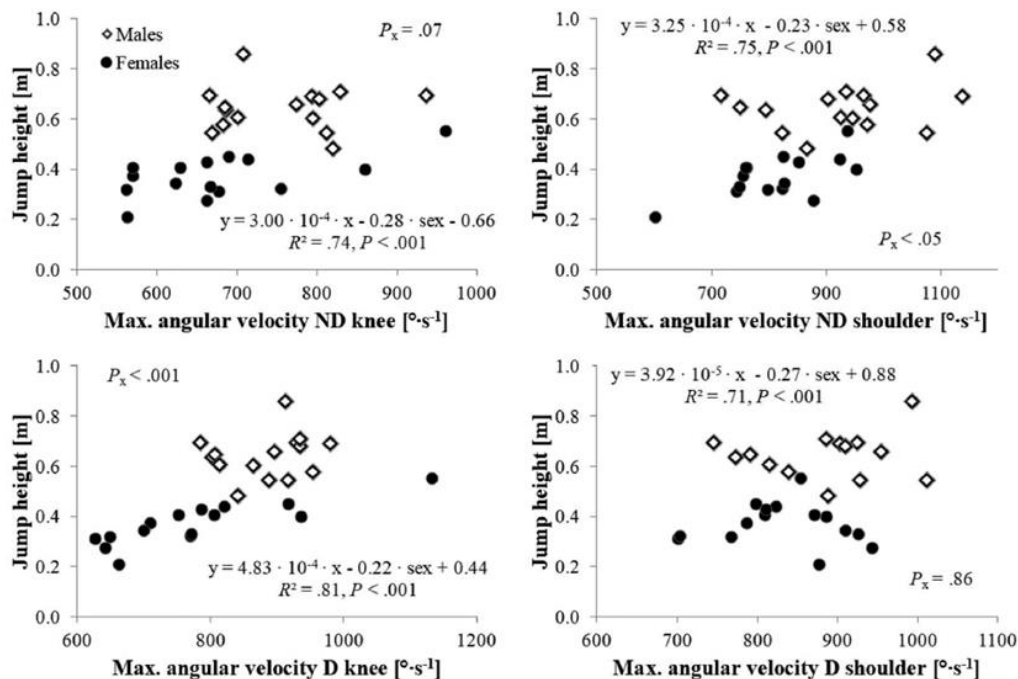 1.0
0.8
0.6
0.4
0.2
0.0
Jump height [m]
Males
Females
Pₓ = .07
y = 3.00 · 10⁻⁴ · x - 0.28 · sex - 0.66
R² = .74, P < .001
500 600 700 800 900 1000
Max. angular velocity ND knee [°·s⁻¹]
1.0
0.8
0.6
0.4
0.2
0.0
Jump height [m]
y = 3.25 · 10⁻⁴ · x - 0.23 · sex + 0.58
R² = .75, P < .001
Pₓ < .05
500 700 900 1100
Max. angular velocity ND shoulder [°·s⁻¹]
1.0
0.8
0.6
0.4
0.2
0.0
Jump height [m]
Pₓ < .001
y = 4.83 · 10⁻⁴ · x - 0.22 · sex + 0.44
R² = .81, P < .001
600 800 1000 1200
Max. angular velocity D knee [°·s⁻¹]
1.0
0.8
0.6
0.4
0.2
0.0
Jump height [m]
y = 3.92 · 10⁻⁵ · x - 0.27 · sex + 0.88
R² = .71, P < .001
Pₓ = .86
600 700 800 900 1000 1100
Max. angular velocity D shoulder [°·s⁻¹]